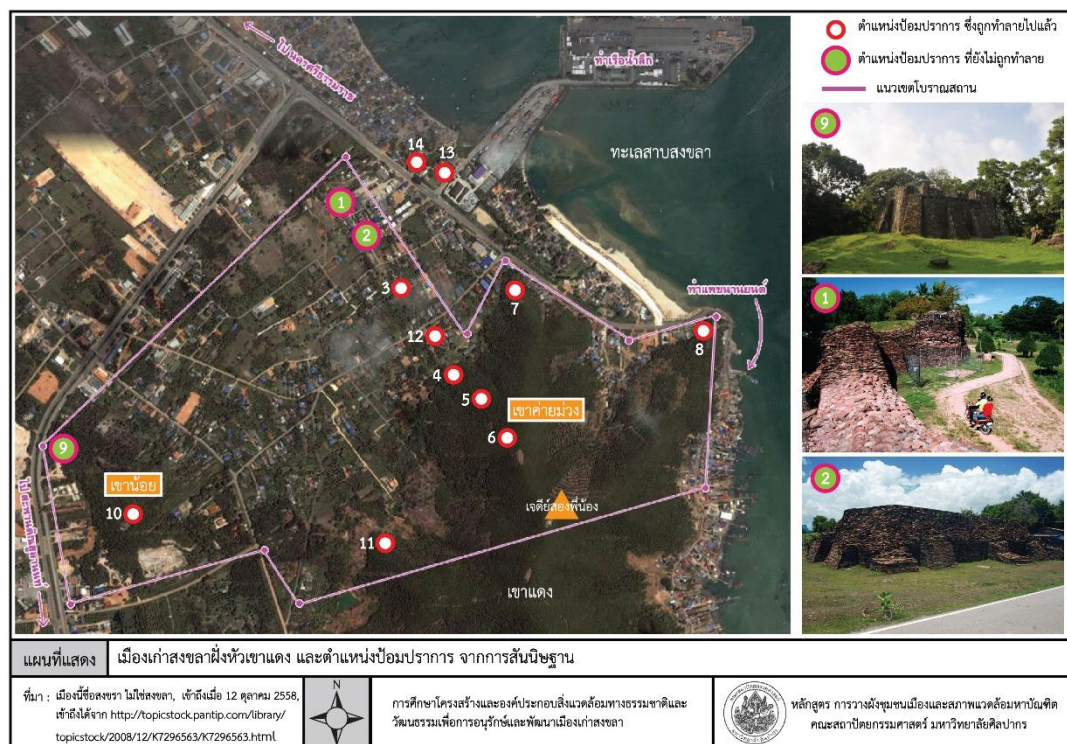 ไป นครศรีธรรมราช
ท่าเรือน้ำลึก
ทะเลสาบสงขลา
14
13
1
2
3
7
ท่าแพขนานยนต์
12
8
4
5
เขาค่ายม่วง
6
9
เขาน้อย
10
เจดีย์สองพี่น้อง
11
เขาแดง
ตำแหน่งป้อมปราการ ซึ่งถูกทำลายไปแล้ว
ตำแหน่งป้อมปราการ ที่ยังไม่ถูกทำลาย
แนวเขตโบราณสถาน
9
1
2
แผนที่แสดง
เมืองเก่าสงขลาฝั่งหัวเขาแดง และตำแหน่งป้อมปราการ จากการสันนิษฐาน
ที่มา : เมืองนี้ชื่อสงขรา ไม่ใช่สงขลา, เข้าถึงเมื่อ 12 ตุลาคม 2558,
เข้าถึงได้จาก http://topicstock.pantip.com/library/
topicstock/2008/12/K7296563/K7296563.html
N
การศึกษาโครงสร้างและองค์ประกอบสิ่งแวดล้อมทางธรรมชาติและ
วัฒนธรรมเพื่อการอนุรักษ์และพัฒนาเมืองเก่าสงขลา
หลักสูตร การวางผังชุมชนเมืองและสภาพแวดล้อมมหาบัณฑิต
คณะสถาปัตยกรรมศาสตร์ มหาวิทยาลัยศิลปากร